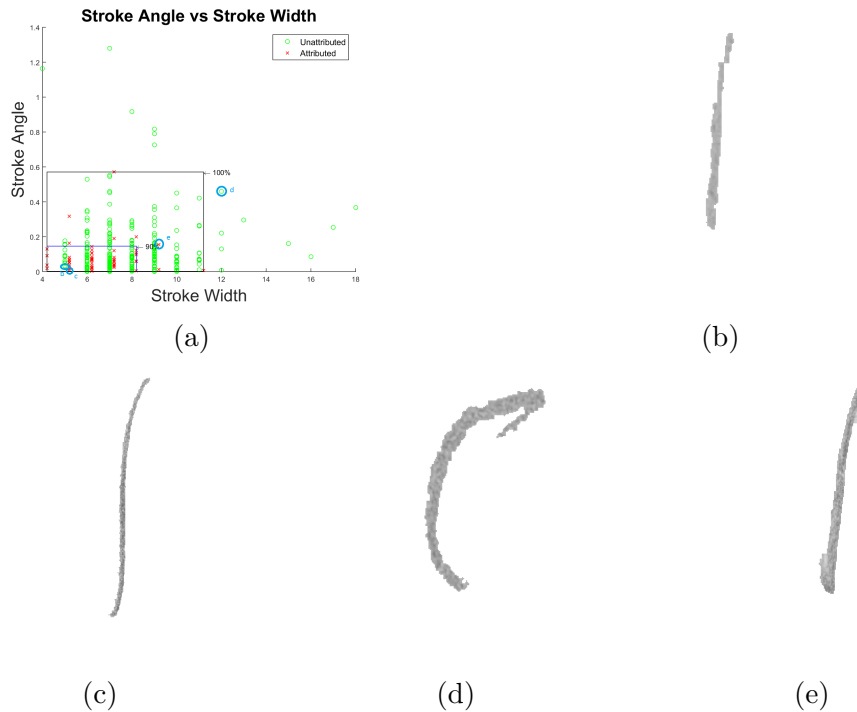 Stroke Angle vs Stroke Width
1.4
1.2
1
0.8
0.6
0.4
0.2
0
Stroke Angle
Unattributed
Attributed
100%
90%
b
c
d
e
4 6 8 10 12 14 16 18
Stroke Width
(a)
(b)
(c)
(d)
(e)